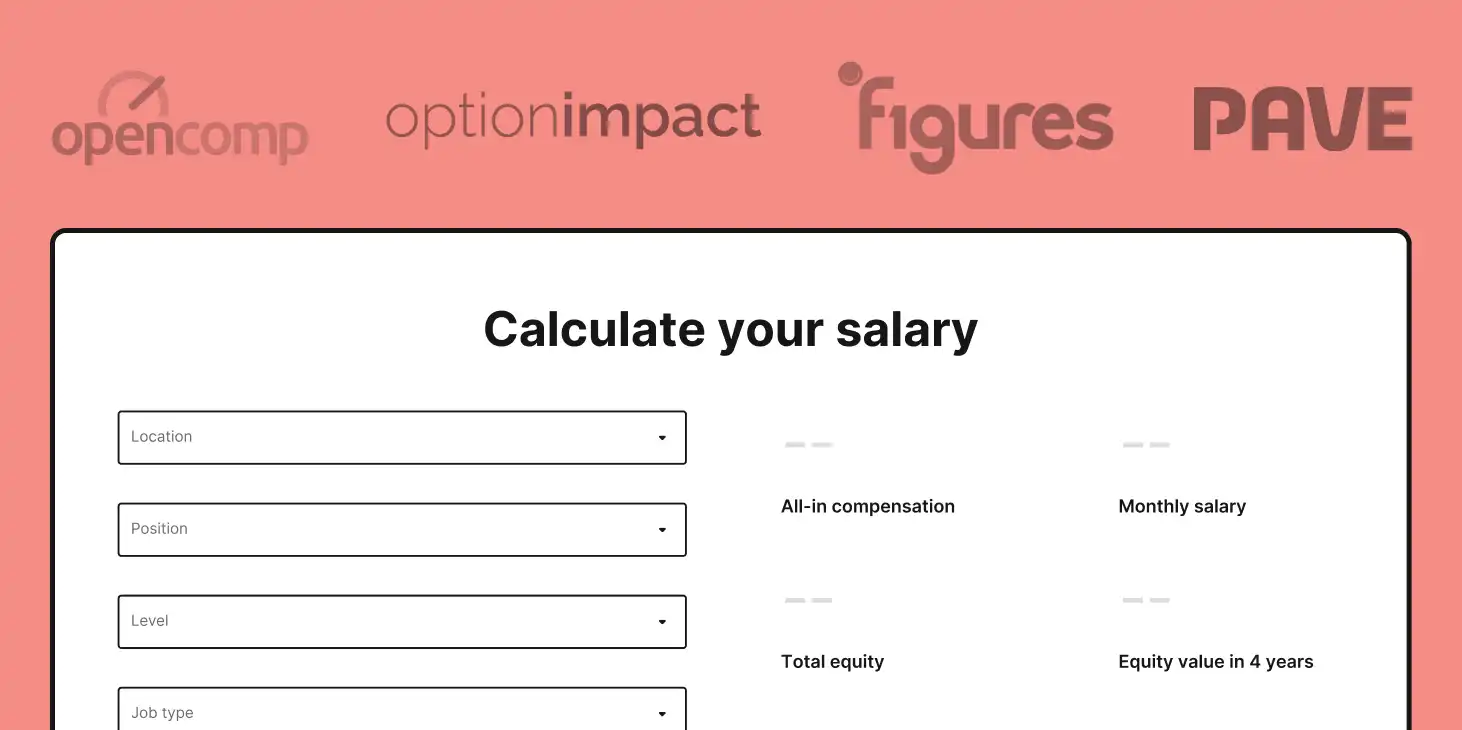 opencomp
optionimpact
figures
PAVE
Calculate your salary
Location
Position
Level
Job type
All-in compensation
Monthly salary
Total equity
Equity value in 4 years